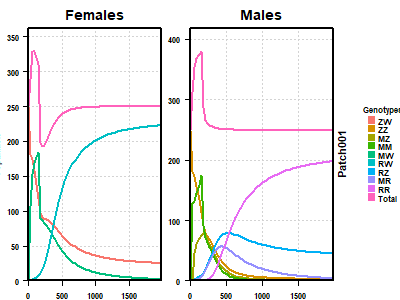 Females Males
350
300
250
200
150
100
50
0
0 500 1000 1500
400
300
200
100
0
0 500 1000 1500
Patch001
Genotypes
ZW
ZZ
MZ
MM
MW
RW
RZ
MR
RR
Total